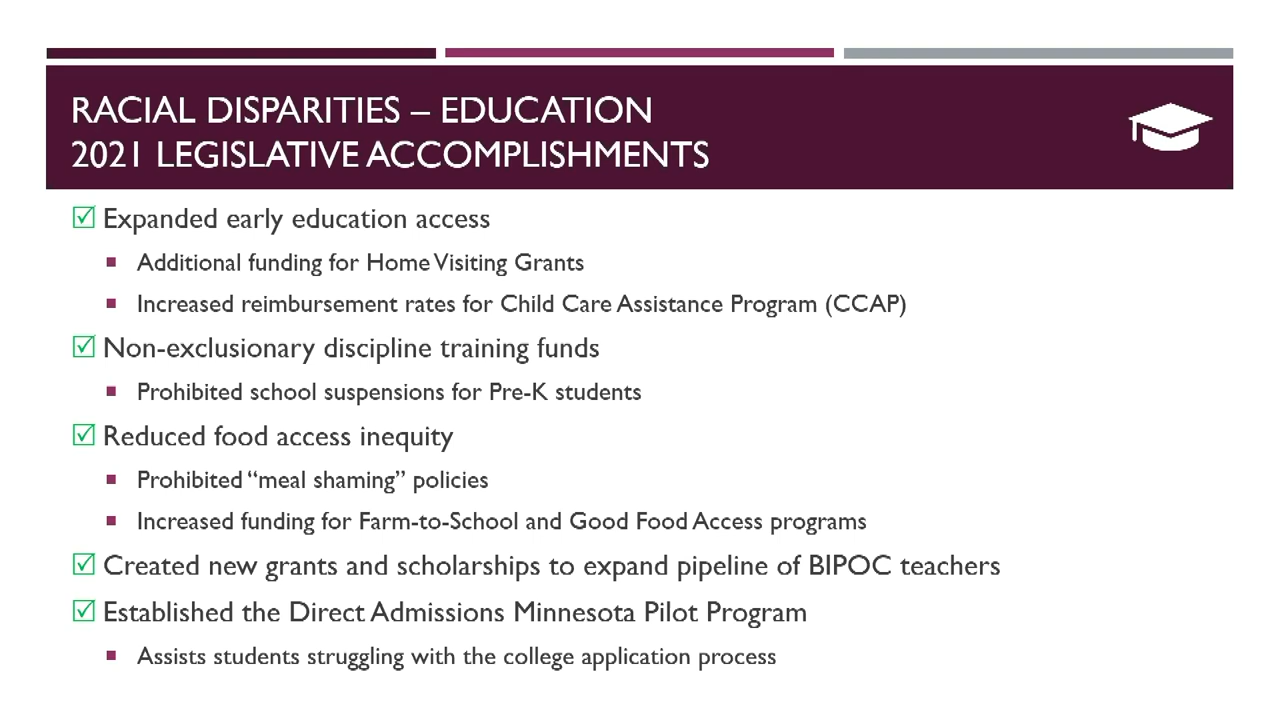 RACIAL DISPARITIES – EDUCATION
2021 LEGISLATIVE ACCOMPLISHMENTS
Expanded early education access
Additional funding for Home Visiting Grants
Increased reimbursement rates for Child Care Assistance Program (CCAP)
Non-exclusionary discipline training funds
Prohibited school suspensions for Pre-K students
Reduced food access inequity
Prohibited “meal shaming” policies
Increased funding for Farm-to-School and Good Food Access programs
Created new grants and scholarships to expand pipeline of BIPOC teachers
Established the Direct Admissions Minnesota Pilot Program
Assists students struggling with the college application process